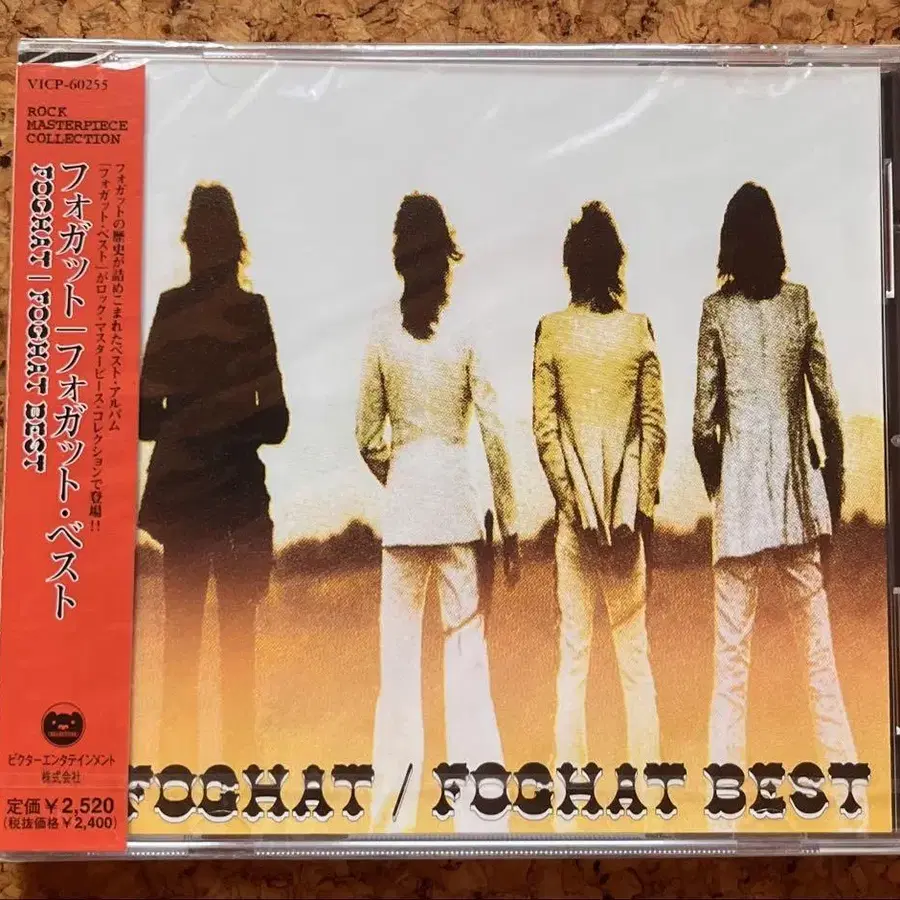 VICP-60255
ROCK
MASTERPIECE
COLLECTION
フォガットの歴史が詰めこまれたベスト・アルバム
「フォガット・ベスト」がロック・マスターピース・コレクションで登場!!
フォガット|フォガット・ベスト
FOGHAT|FOGHAT BEST
ビクターエンタテインメント
株式会社
定価¥2,520
(税抜価格¥2,400)
FOGHAT / FOGHAT BEST